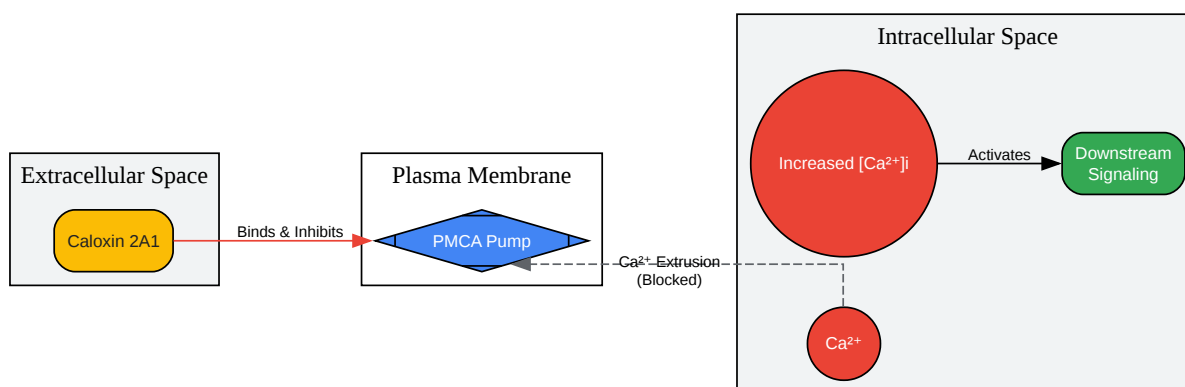 Extracellular Space
Caloxin 2A1
Binds & Inhibits
Plasma Membrane
PMCA Pump
Ca²⁺ Extrusion
(Blocked)
Intracellular Space
Increased [Ca²⁺]i
Activates
Downstream
Signaling
Ca²⁺